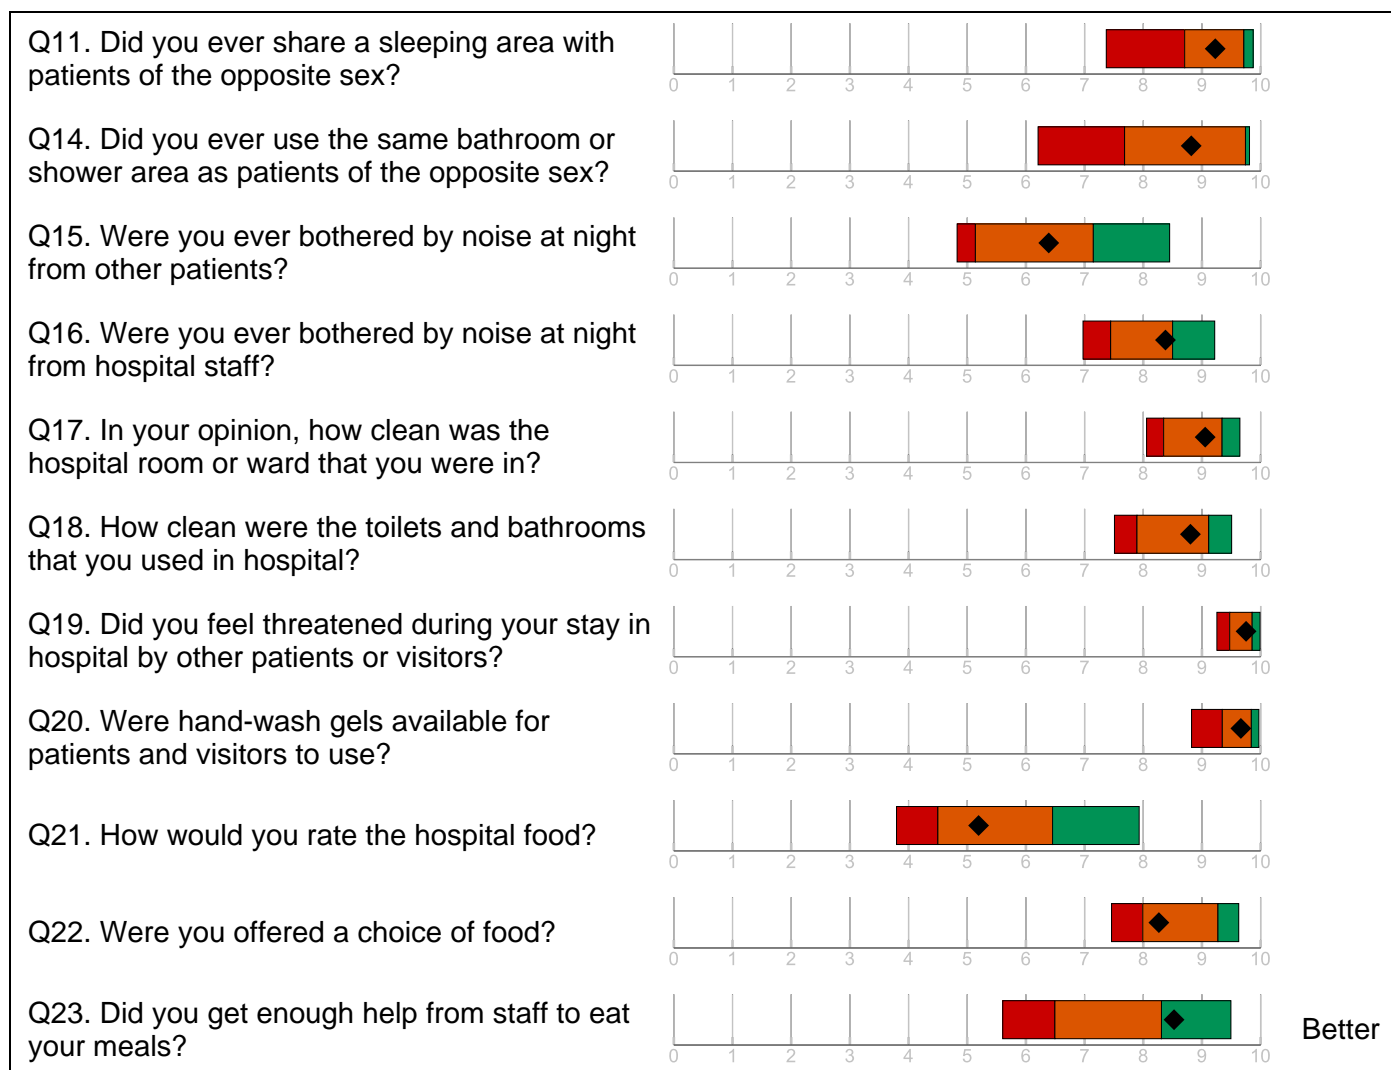 Q11. Did you ever share a sleeping area with
patients of the opposite sex?
0 1 2 3 4 5 6 7 8 9 10
Q14. Did you ever use the same bathroom or
shower area as patients of the opposite sex?
0 1 2 3 4 5 6 7 8 9 10
Q15. Were you ever bothered by noise at night
from other patients?
0 1 2 3 4 5 6 7 8 9 10
Q16. Were you ever bothered by noise at night
from hospital staff?
0 1 2 3 4 5 6 7 8 9 10
Q17. In your opinion, how clean was the
hospital room or ward that you were in?
0 1 2 3 4 5 6 7 8 9 10
Q18. How clean were the toilets and bathrooms
that you used in hospital?
0 1 2 3 4 5 6 7 8 9 10
Q19. Did you feel threatened during your stay in
hospital by other patients or visitors?
0 1 2 3 4 5 6 7 8 9 10
Q20. Were hand-wash gels available for
patients and visitors to use?
0 1 2 3 4 5 6 7 8 9 10
Q21. How would you rate the hospital food?
0 1 2 3 4 5 6 7 8 9 10
Q22. Were you offered a choice of food?
0 1 2 3 4 5 6 7 8 9 10
Q23. Did you get enough help from staff to eat
your meals?
Better
0 1 2 3 4 5 6 7 8 9 10